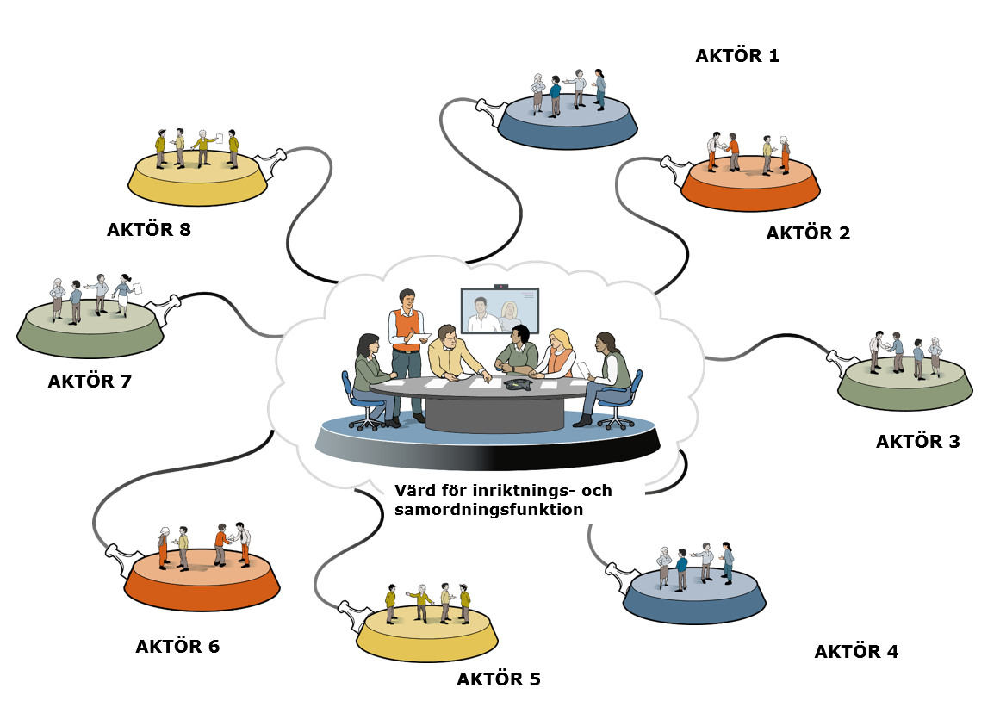 AKTÖR 1
AKTÖR 8
AKTÖR 2
AKTÖR 7
AKTÖR 3
Värd för inriktnings- och
samordningsfunktion
AKTÖR 6
AKTÖR 4
AKTÖR 5